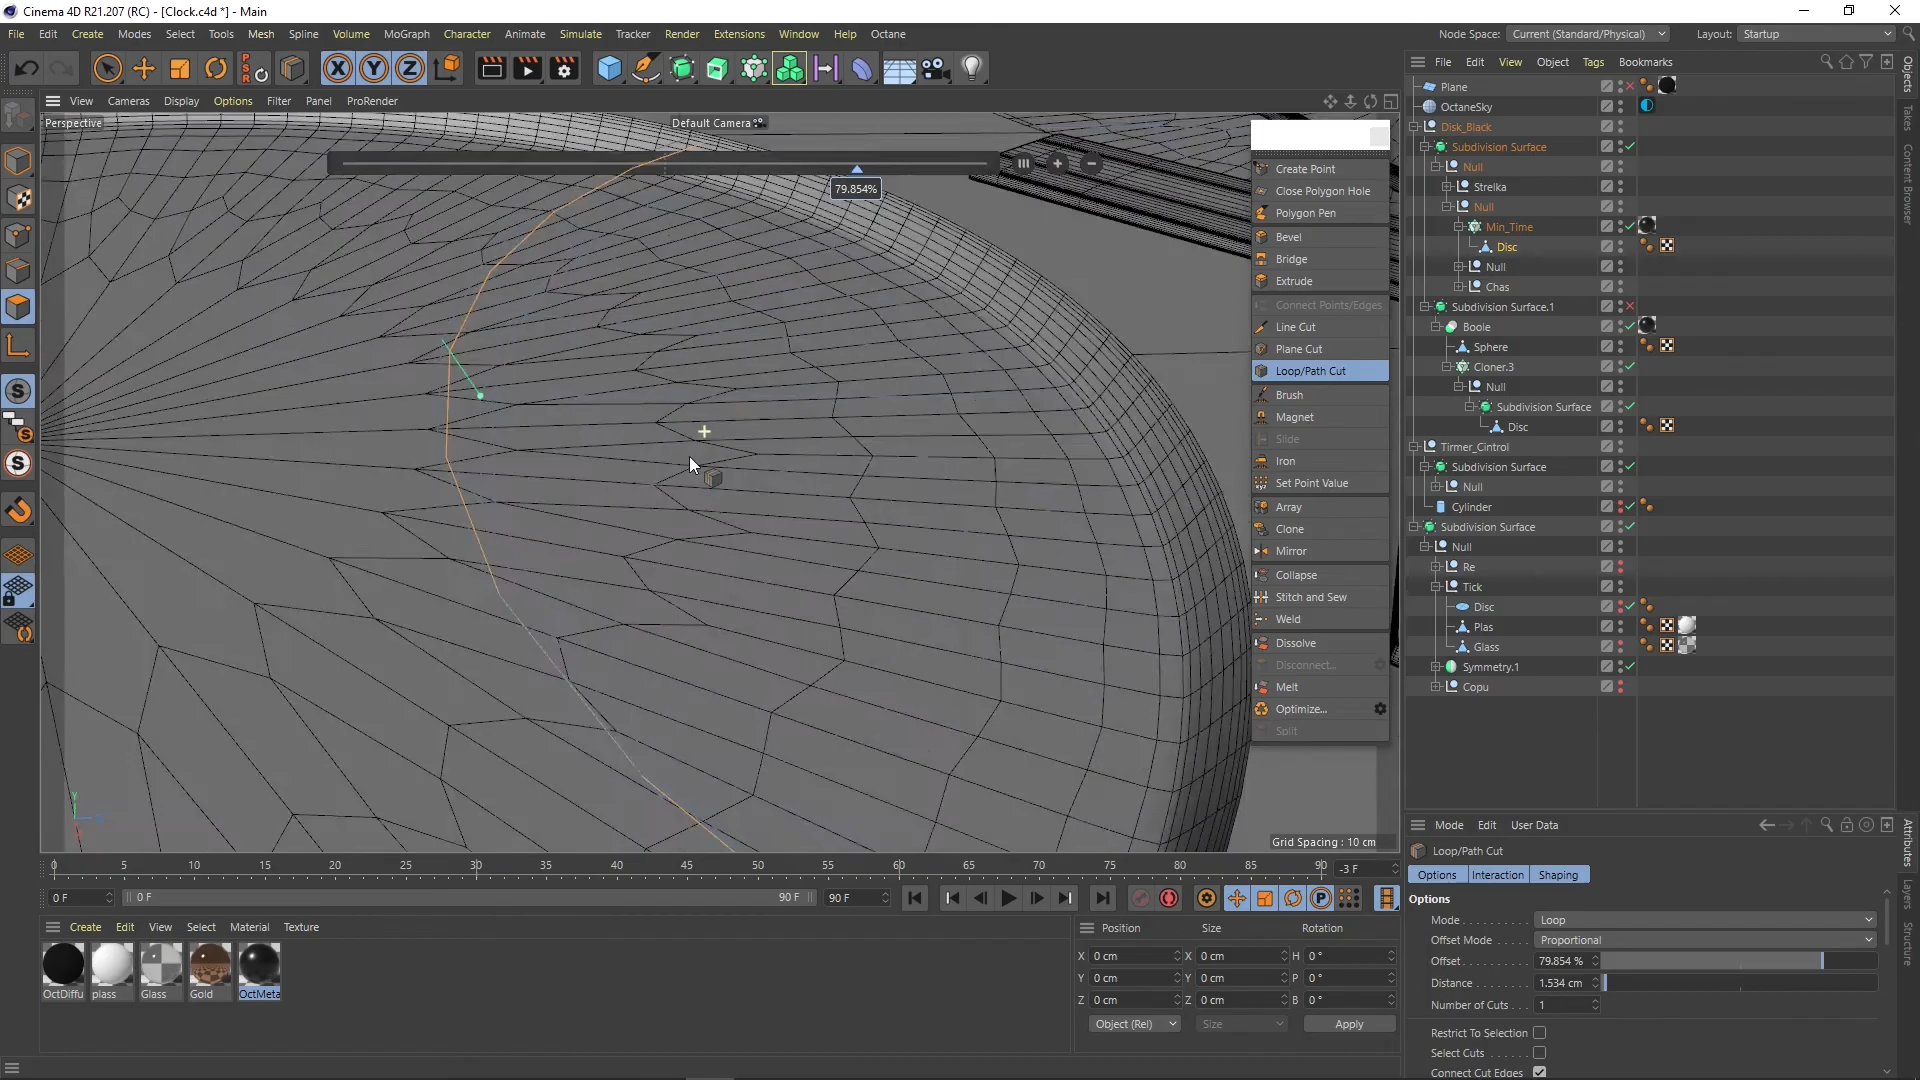 Cinema 4D R21.207 (RC) - [Clock.c4d *] - Main
File Edit Create Modes Select Tools Mesh Spline Volume MoGraph Character Animate Simulate Tracker Render Extensions Window Help Octane
Node Space: Current (Standard/Physical) Layout: Startup
View Cameras Display Options Filter Panel ProRender
Perspective
Default Camera
79.854%
Create Point
Close Polygon Hole
Polygon Pen
Bevel
Bridge
Extrude
Connect Points/Edges
Line Cut
Plane Cut
Loop/Path Cut
Brush
Magnet
Slide
Iron
Set Point Value
Array
Clone
Mirror
Collapse
Stitch and Sew
Weld
Dissolve
Disconnect...
Melt
Optimize...
Split
Grid Spacing : 10 cm
File Edit View Object Tags Bookmarks
Plane
OctaneSky
Disk_Black
Subdivision Surface
Null
Strelka
Null
Min_Time
Disc
Null
Chas
Subdivision Surface.1
Boole
Sphere
Cloner.3
Null
Subdivision Surface
Disc
Timer_Cintrol
Subdivision Surface
Null
Cylinder
Subdivision Surface
Null
Re
Tick
Disc
Plas
Glass
Symmetry.1
Copu
Objects
Takes
Content Browser
0 5 10 15 20 25 30 35 40 45 50 55 60 65 70 75 80 85 90 -3 F
0 F 0 F 90 F 90 F
Create Edit View Select Material Texture
OctDiffu plass Glass Gold OctMeta
Position Size Rotation
X 0 cm X 0 cm H 0 °
Y 0 cm Y 0 cm P 0 °
Z 0 cm Z 0 cm B 0 °
Object (Rel) Size Apply
Mode Edit User Data
Loop/Path Cut
Options Interaction Shaping
Options
Mode Loop
Offset Mode Proportional
Offset 79.854 %
Distance 1.534 cm
Number of Cuts 1
Restrict To Selection
Select Cuts
Connect Cut Edges
Attributes
Layers
Structure